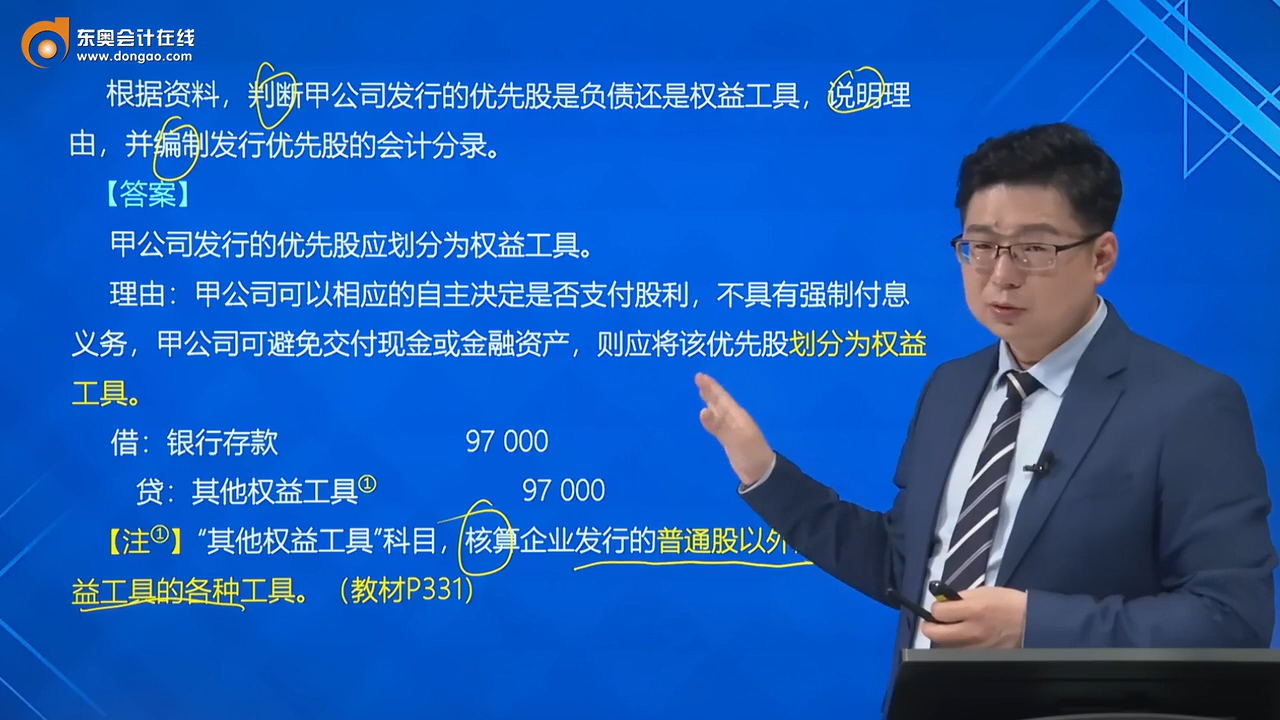 东奥会计在线
www.dongao.com
根据资料，判断甲公司发行的优先股是负债还是权益工具，说明理
由，并编制发行优先股的会计分录。
【答案】
甲公司发行的优先股应划分为权益工具。
理由：甲公司可以相应的自主决定是否支付股利，不具有强制付息
义务，甲公司可避免交付现金或金融资产，则应将该优先股划分为权益
工具。
借：银行存款 97 000
贷：其他权益工具① 97 000
【注①】“其他权益工具”科目，核算企业发行的普通股以外
益工具的各种工具。（教材P331）